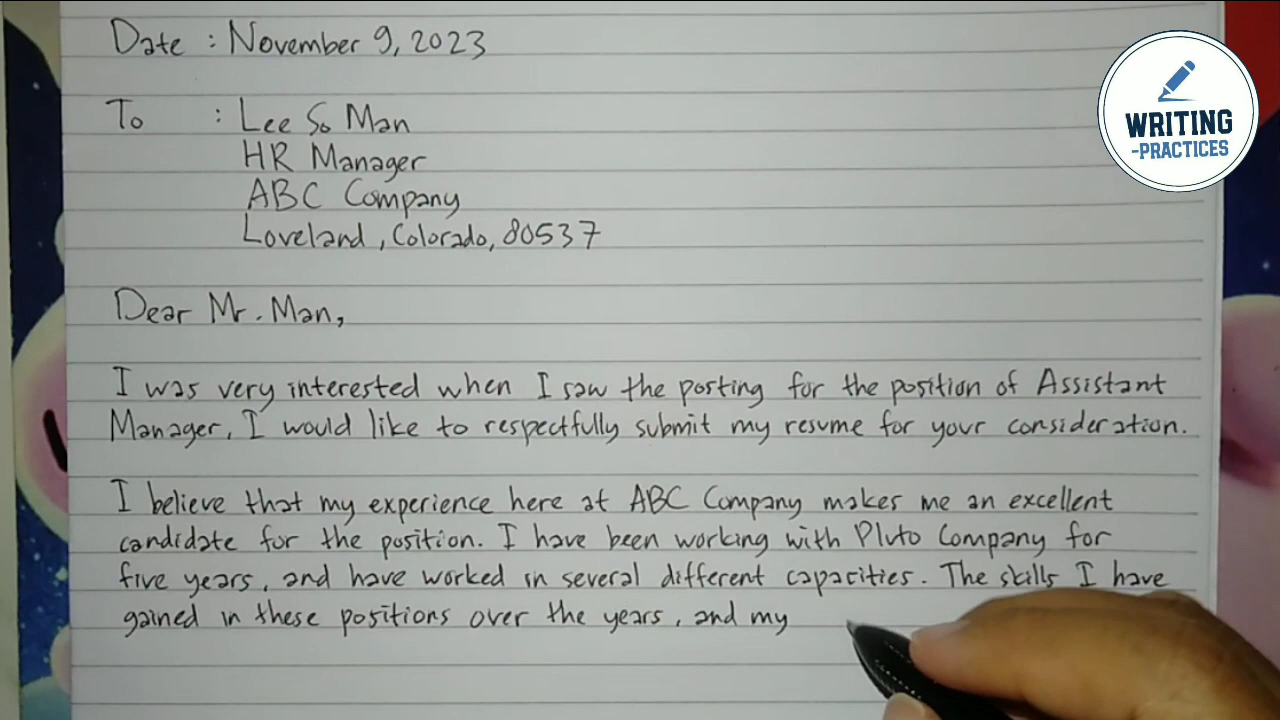 Date : November 9, 2023
To : Lee So Man
HR Manager
ABC Company
Loveland, Colorado, 80537
Dear Mr. Man,
I was very interested when I saw the posting for the position of Assistant
Manager. I would like to respectfully submit my resume for your consideration.
I believe that my experience here at ABC Company makes me an excellent
candidate for the position. I have been working with Pluto Company for
five years, and have worked in several different capacities. The skills I have
gained in these positions over the years, and my
WRITING
-PRACTICES